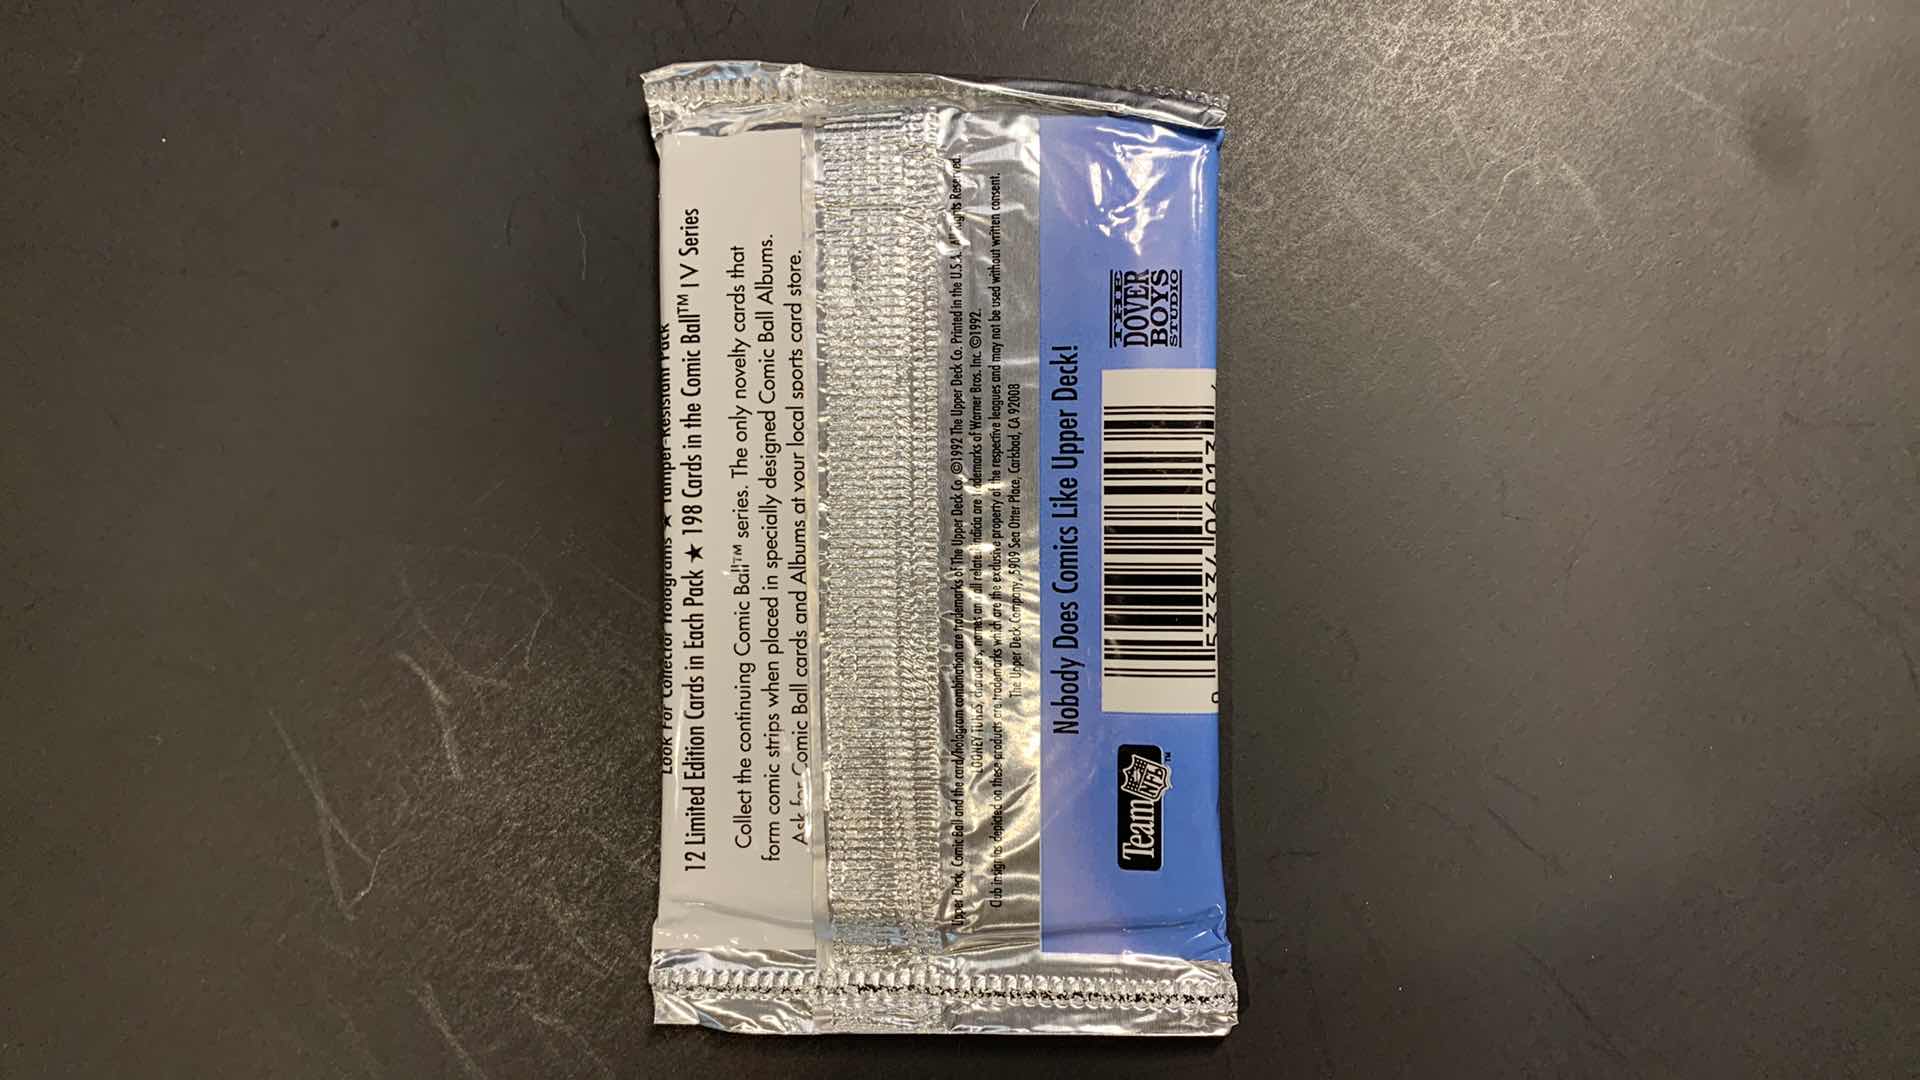 Look For Collector Holograms ★ Tamper-Resistant Pack
12 Limited Edition Cards in Each Pack ★ 198 Cards in the Comic Ball™ IV Series
Collect the continuing Comic Ball™ series. The only novelty cards that
form comic strips when placed in specially designed Comic Ball Albums.
Ask for Comic Ball cards and Albums at your local sports card store.
Upper Deck, Comic Ball and the card/hologram combination are trademarks of The Upper Deck Co. ©1992 The Upper Deck Co. Printed in the U.S.A. All Rights Reserved.
LOONEY TUNES, characters, names and all related indicia are trademarks of Warner Bros. Inc. ©1992.
Club insignias depicted on these products are trademarks which are the exclusive property of the respective leagues and may not be used without written consent.
The Upper Deck Company, 5909 Sea Otter Place, Carlsbad, CA 92008
Nobody Does Comics Like Upper Deck!
Team NFL™
0 53334 06013
THE
DOVER
BOYS
STUDIO